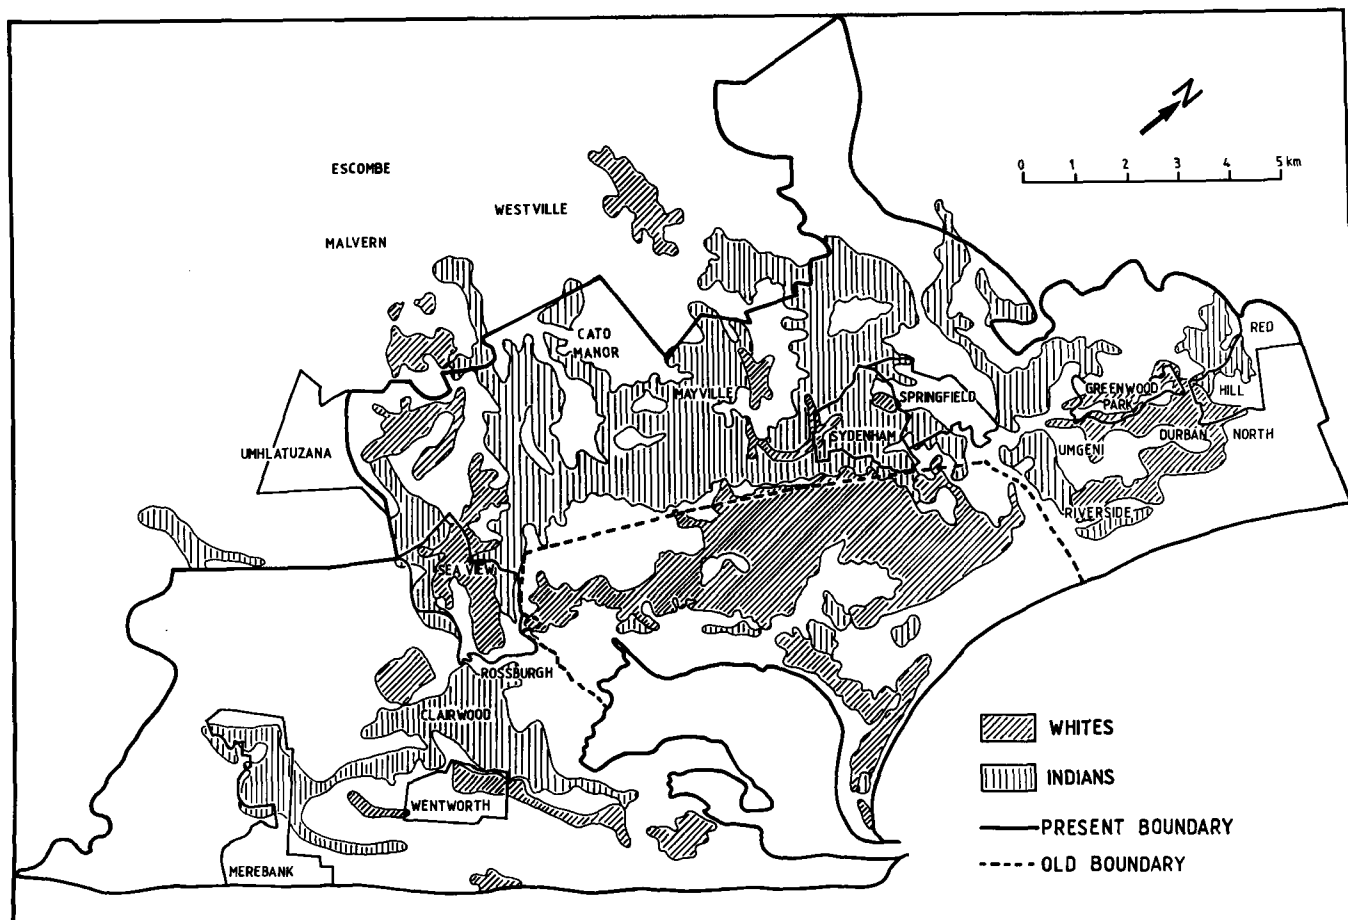 N
0 1 2 3 4 5 km
ESCOMBE
WESTVILLE
MALVERN
CATO
MANOR
RED
HILL
MAYVILLE
SPRINGFIELD
GREENWOOD
PARK
UMHLATUZANA
SYDENHAM
UMGENI
DURBAN NORTH
RIVERSIDE
SEA VIEW
ROSSBURGH
CLAIRWOOD
WENTWORTH
MEREBANK
WHITES
INDIANS
PRESENT BOUNDARY
OLD BOUNDARY